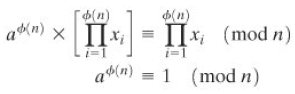 a^{ϕ(n)} × [∏_{i=1}^{ϕ(n)} x_i] ≡ ∏_{i=1}^{ϕ(n)} x_i (mod n)
a^{ϕ(n)} ≡ 1 (mod n)